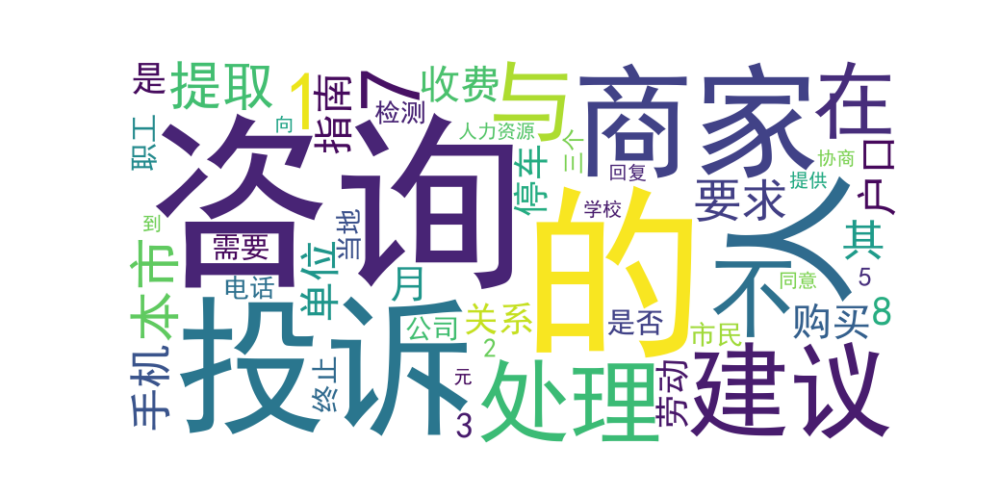 咨询
的
商家
投诉
建议
处理
人
不
与
在
1
7
提取
指南
收费
要求
户口
其
购买
8
本市
单位
月
手机
需要
当地
电话
终止
公司
关系
是否
市民
劳动
停车
检测
人力资源
三个
协商
提供
回复
学校
同意
5
3
2
元
是
职工
向
到